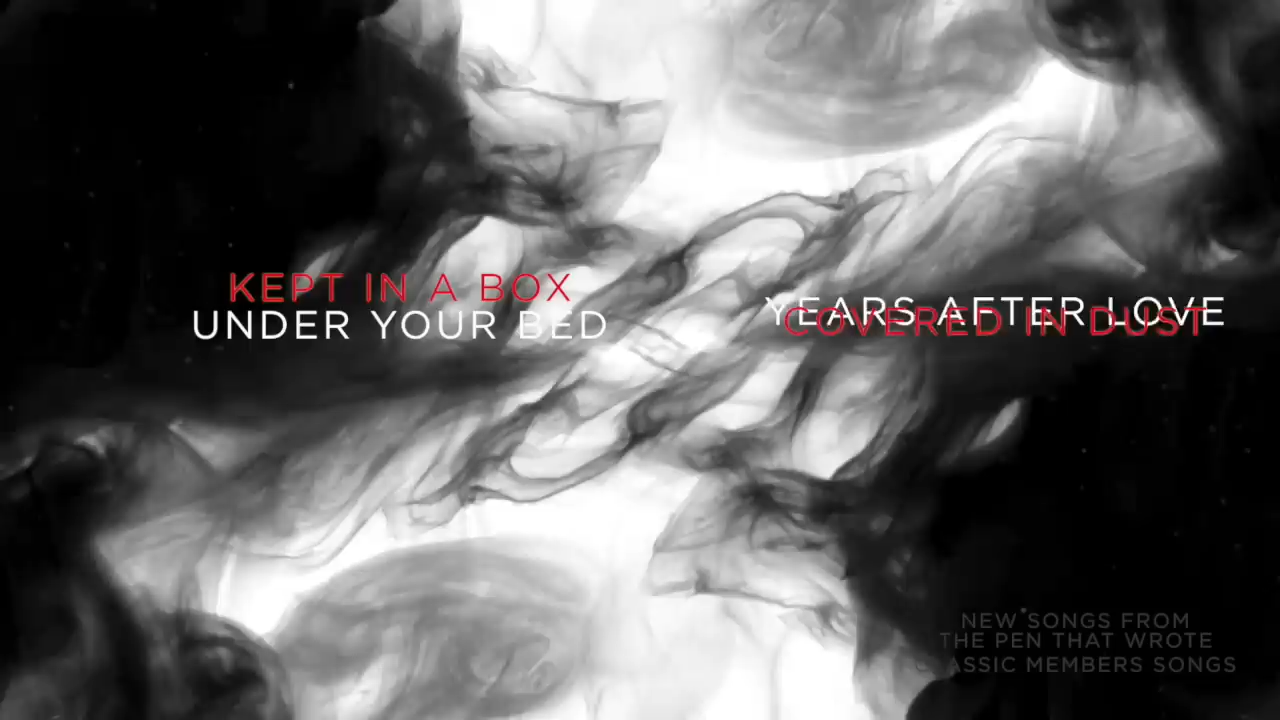 KEPT IN A BOX
UNDER YOUR BED
YEARS AFTER LOVE
COVERED IN DUST
NEW SONGS FROM
THE PEN THAT WROTE
CLASSIC MEMBERS SONGS